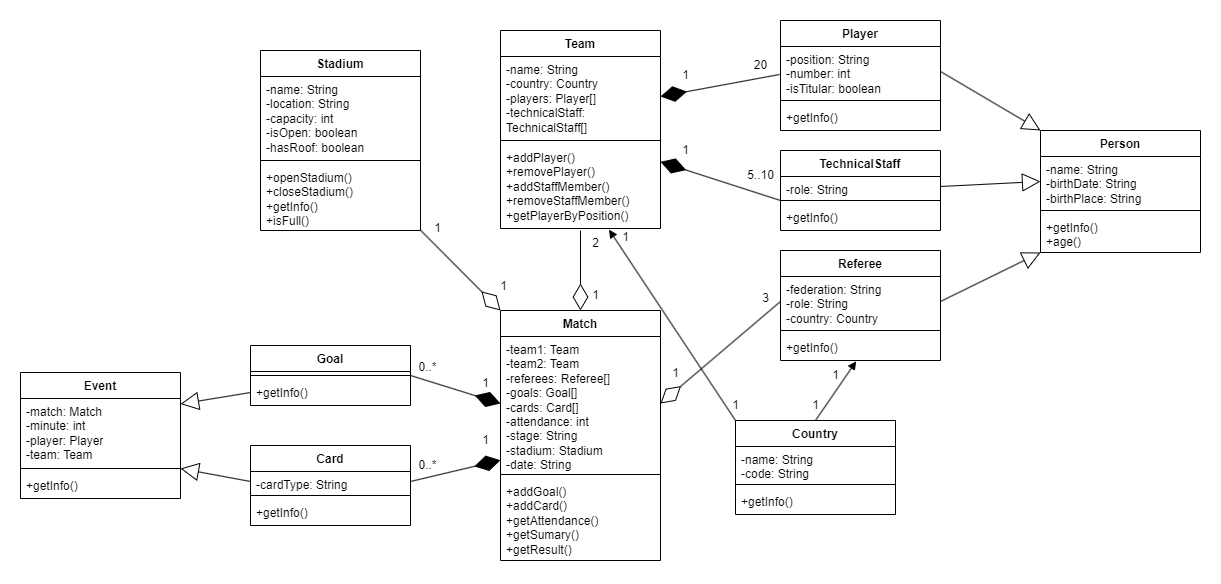 Stadium
-name: String
-location: String
-capacity: int
-isOpen: boolean
-hasRoof: boolean
+openStadium()
+closeStadium()
+getInfo()
+isFull()
1
1
Team
-name: String
-country: Country
-players: Player[]
-technicalStaff:
TechnicalStaff[]
+addPlayer()
+removePlayer()
+addStaffMember()
+removeStaffMember()
+getPlayerByPosition()
1
20
1
5..10
2
1
1
Player
-position: String
-number: int
-isTitular: boolean
+getInfo()
TechnicalStaff
-role: String
+getInfo()
Person
-name: String
-birthDate: String
-birthPlace: String
+getInfo()
+age()
Referee
-federation: String
-role: String
-country: Country
+getInfo()
3
1
1
1
1
Match
-team1: Team
-team2: Team
-referees: Referee[]
-goals: Goal[]
-cards: Card[]
-attendance: int
-stage: String
-stadium: Stadium
-date: String
+addGoal()
+addCard()
+getAttendance()
+getSumary()
+getResult()
Goal
+getInfo()
0..*
1
Event
-match: Match
-minute: int
-player: Player
-team: Team
+getInfo()
Card
-cardType: String
+getInfo()
0..*
1
Country
-name: String
-code: String
+getInfo()